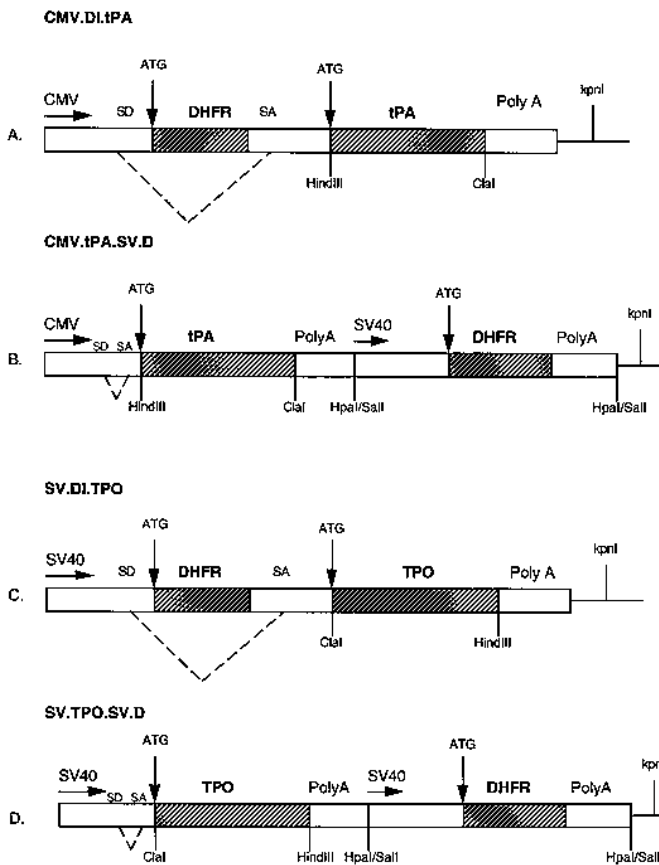 CMV.DI.tPA
ATG ATG
CMV SD DHFR SA tPA Poly A kpnI
A.
HindIII ClaI
CMV.tPA.SV.D
CMV ATG ATG
SD SA tPA PolyA SV40 DHFR PolyA kpnI
B.
HindIII ClaI HpaI/SalI HpaI/SalI
SV.DI.TPO
ATG ATG
SV40 SD DHFR SA TPO Poly A kpnI
C.
ClaI HindIII
SV.TPO.SV.D
ATG ATG
SV40 SD SA TPO PolyA SV40 DHFR PolyA kpnI
D.
ClaI HindIII HpaI/SalI HpaI/SalI